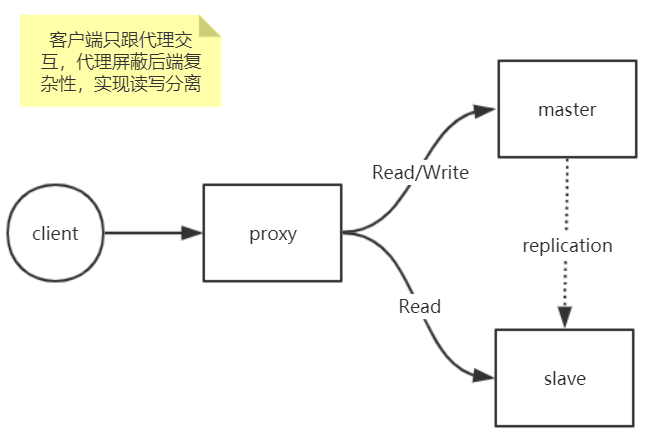 客户端只跟代理交
互，代理屏蔽后端复
杂性，实现读写分离
master
Read/Write
client
proxy
replication
Read
slave